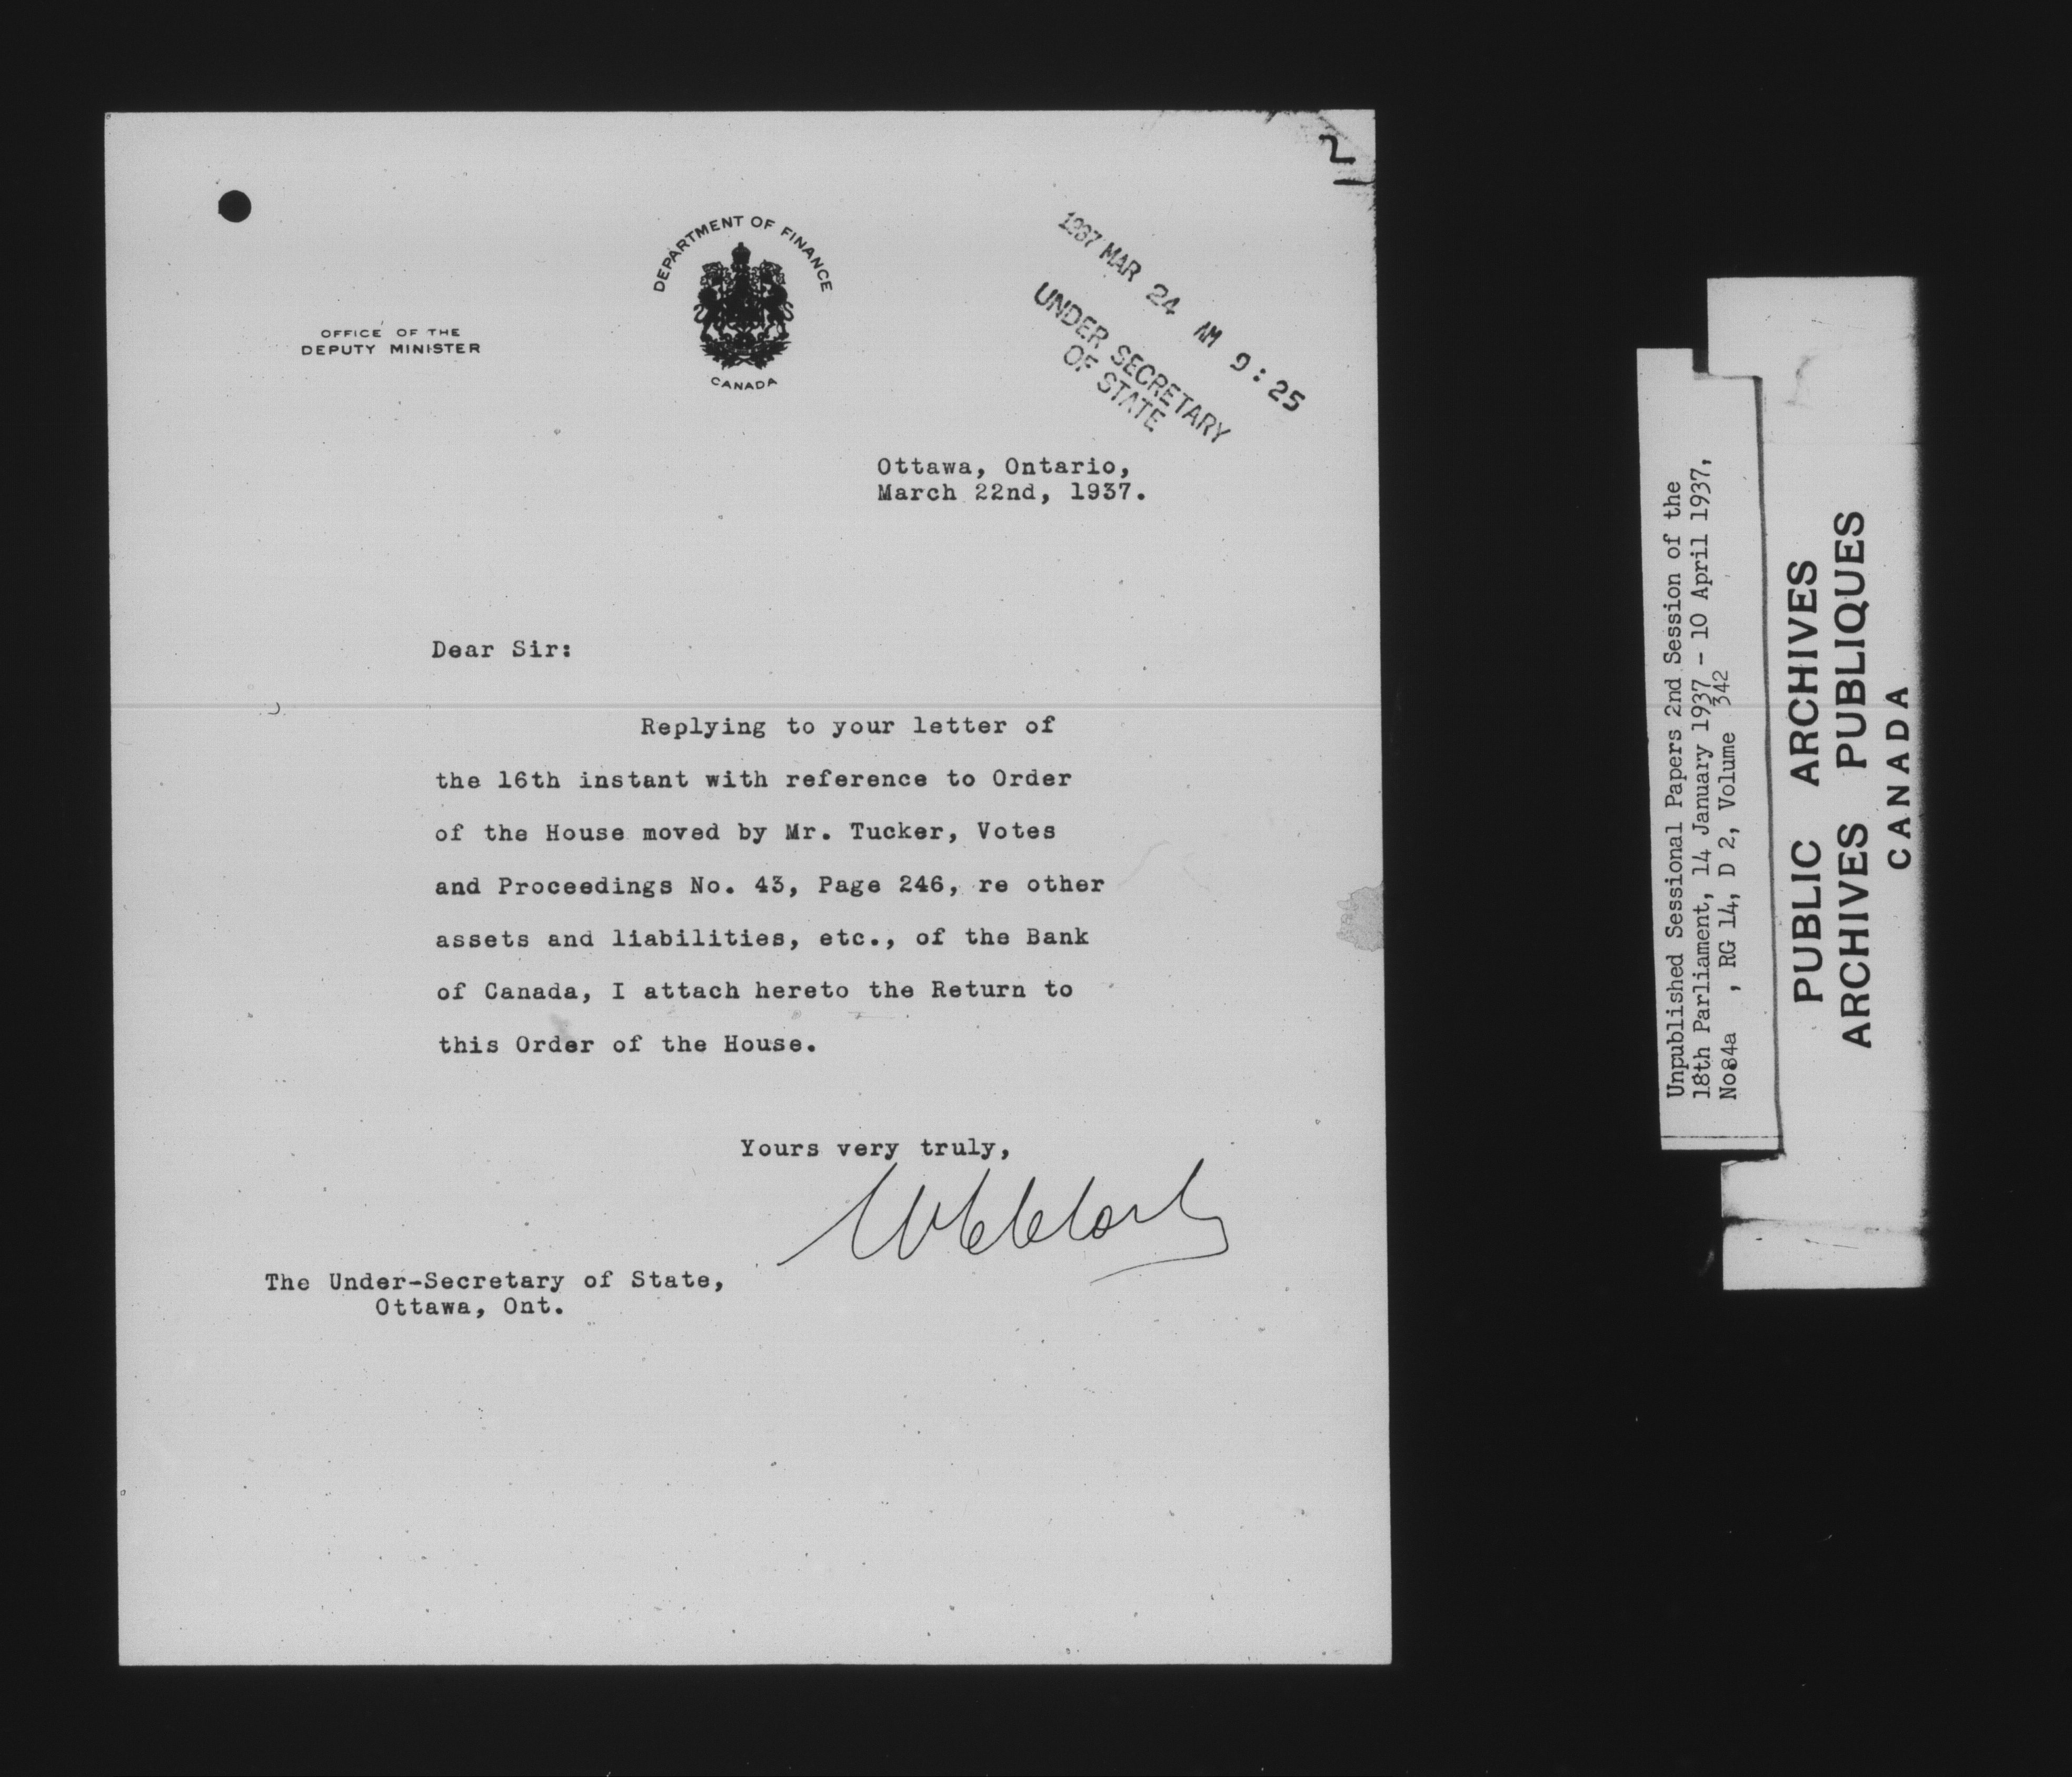 2
DEPARTMENT OF FINANCE
CANADA
OFFICE OF THE
DEPUTY MINISTER
1937 MAR 24 AM 9:25
UNDER SECRETARY
OF STATE
Ottawa, Ontario,
March 22nd, 1937.
Dear Sir:
Replying to your letter of
the 16th instant with reference to Order
of the House moved by Mr. Tucker, Votes
and Proceedings No. 43, Page 246, re other
assets and liabilities, etc., of the Bank
of Canada, I attach hereto the Return to
this Order of the House.
Yours very truly,
The Under-Secretary of State,
Ottawa, Ont.
Unpublished Sessional Papers 2nd Session of the
18th Parliament, 14 January 1937 - 10 April 1937,
No84a , RG 14, D 2, Volume 342
PUBLIC ARCHIVES
ARCHIVES PUBLIQUES
CANADA